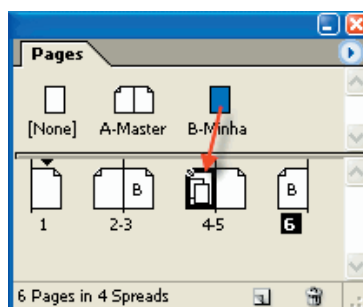 Pages
[None] A-Master B-Minha
B B
1 2-3 4-5 6
6 Pages in 4 Spreads